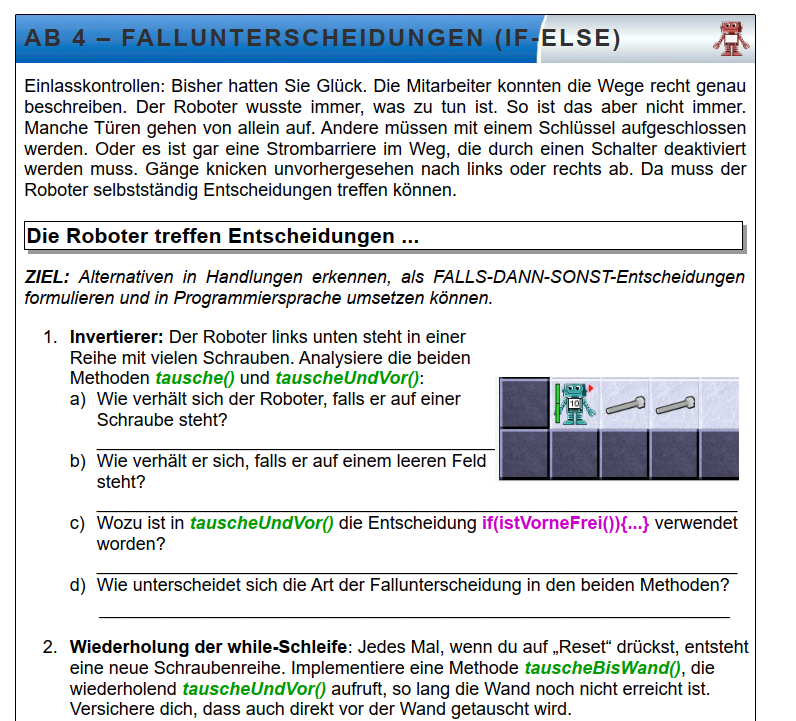 AB 4 – FALLUNTERSCHEIDUNGEN (IF-ELSE)
Einlasskontrollen: Bisher hatten Sie Glück. Die Mitarbeiter konnten die Wege recht genau
beschreiben. Der Roboter wusste immer, was zu tun ist. So ist das aber nicht immer.
Manche Türen gehen von allein auf. Andere müssen mit einem Schlüssel aufgeschlossen
werden. Oder es ist gar eine Strombarriere im Weg, die durch einen Schalter deaktiviert
werden muss. Gänge knicken unvorhergesehen nach links oder rechts ab. Da muss der
Roboter selbstständig Entscheidungen treffen können.
Die Roboter treffen Entscheidungen ...
ZIEL: Alternativen in Handlungen erkennen, als FALLS-DANN-SONST-Entscheidungen
formulieren und in Programmiersprache umsetzen können.
1. Invertierer: Der Roboter links unten steht in einer
Reihe mit vielen Schrauben. Analysiere die beiden
Methoden tausche() und tauscheUndVor():
a) Wie verhält sich der Roboter, falls er auf einer
Schraube steht?
10
b) Wie verhält er sich, falls er auf einem leeren Feld
steht?
c) Wozu ist in tauscheUndVor() die Entscheidung if(istVorneFrei()){...} verwendet
worden?
d) Wie unterscheidet sich die Art der Fallunterscheidung in den beiden Methoden?
2. Wiederholung der while-Schleife: Jedes Mal, wenn du auf „Reset“ drückst, entsteht
eine neue Schraubenreihe. Implementiere eine Methode tauscheBisWand(), die
wiederholend tauscheUndVor() aufruft, so lang die Wand noch nicht erreicht ist.
Versichere dich, dass auch direkt vor der Wand getauscht wird.